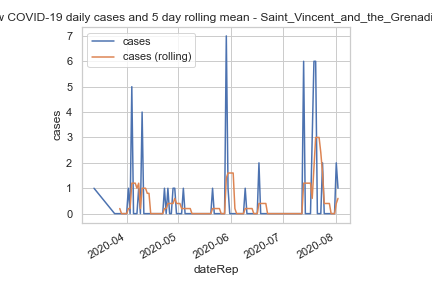 w COVID-19 daily cases and 5 day rolling mean - Saint_Vincent_and_the_Grenadi
cases
cases (rolling)
7
6
5
4
3
2
1
0
cases
2020-04
2020-05
2020-06
2020-07
2020-08
dateRep